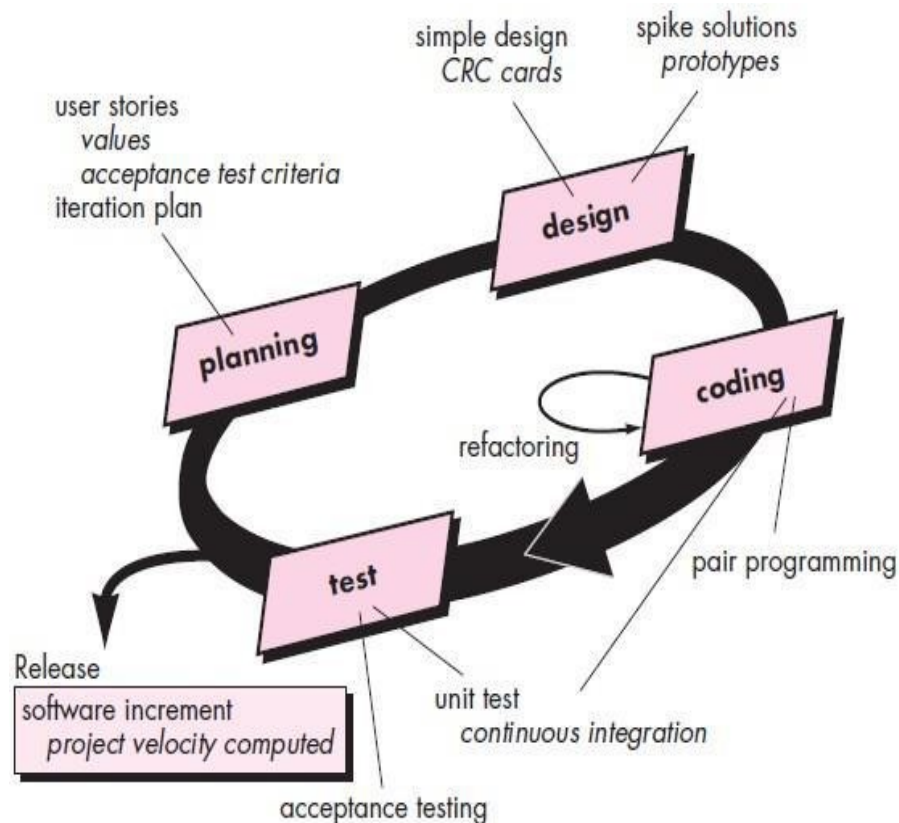 simple design
CRC cards
spike solutions
prototypes
user stories
values
acceptance test criteria
iteration plan
design
planning
coding
refactoring
test
pair programming
Release
software increment
project velocity computed
unit test
continuous integration
acceptance testing